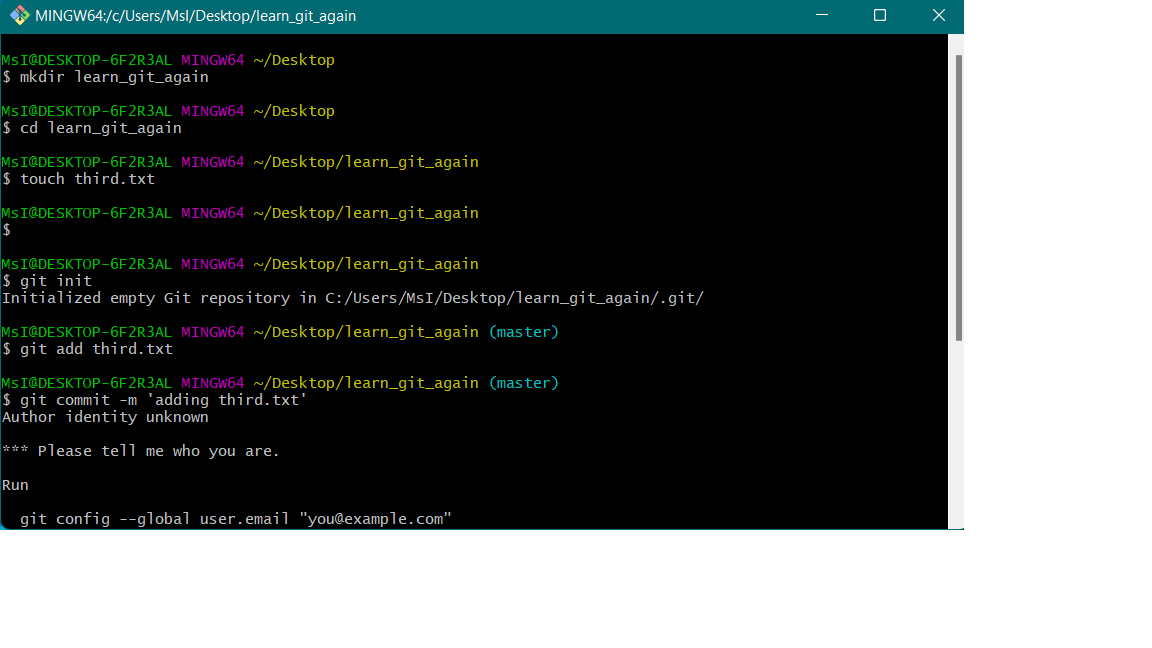 MINGW64:/c/Users/MsI/Desktop/learn_git_again
MsI@DESKTOP-6F2R3AL MINGW64 ~/Desktop
$ mkdir learn_git_again
MsI@DESKTOP-6F2R3AL MINGW64 ~/Desktop
$ cd learn_git_again
MsI@DESKTOP-6F2R3AL MINGW64 ~/Desktop/learn_git_again
$ touch third.txt
MsI@DESKTOP-6F2R3AL MINGW64 ~/Desktop/learn_git_again
$
MsI@DESKTOP-6F2R3AL MINGW64 ~/Desktop/learn_git_again
$ git init
Initialized empty Git repository in C:/Users/MsI/Desktop/learn_git_again/.git/
MsI@DESKTOP-6F2R3AL MINGW64 ~/Desktop/learn_git_again (master)
$ git add third.txt
MsI@DESKTOP-6F2R3AL MINGW64 ~/Desktop/learn_git_again (master)
$ git commit -m 'adding third.txt'
Author identity unknown
*** Please tell me who you are.
Run
git config --global user.email "you@example.com"